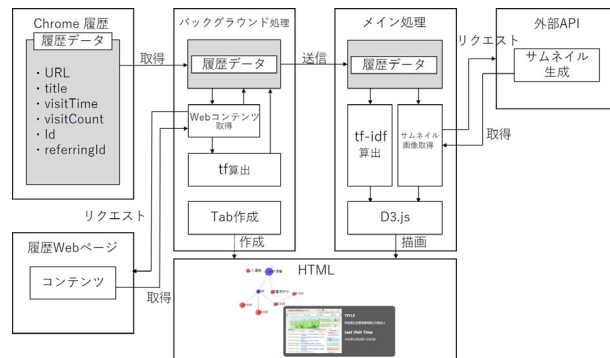 Chrome 履歴
履歴データ
・URL
・title
・visitTime
・visitCount
・Id
・referringId
取得
バックグラウンド処理
履歴データ
Webコンテンツ
取得
tf算出
Tab作成
作成
送信
メイン処理
履歴データ
tf-idf
算出
サムネイル
画像取得
D3.js
描画
リクエスト
外部API
サムネイル
生成
取得
リクエスト
履歴Webページ
コンテンツ
取得
HTML
TITLE
Last Visit Time